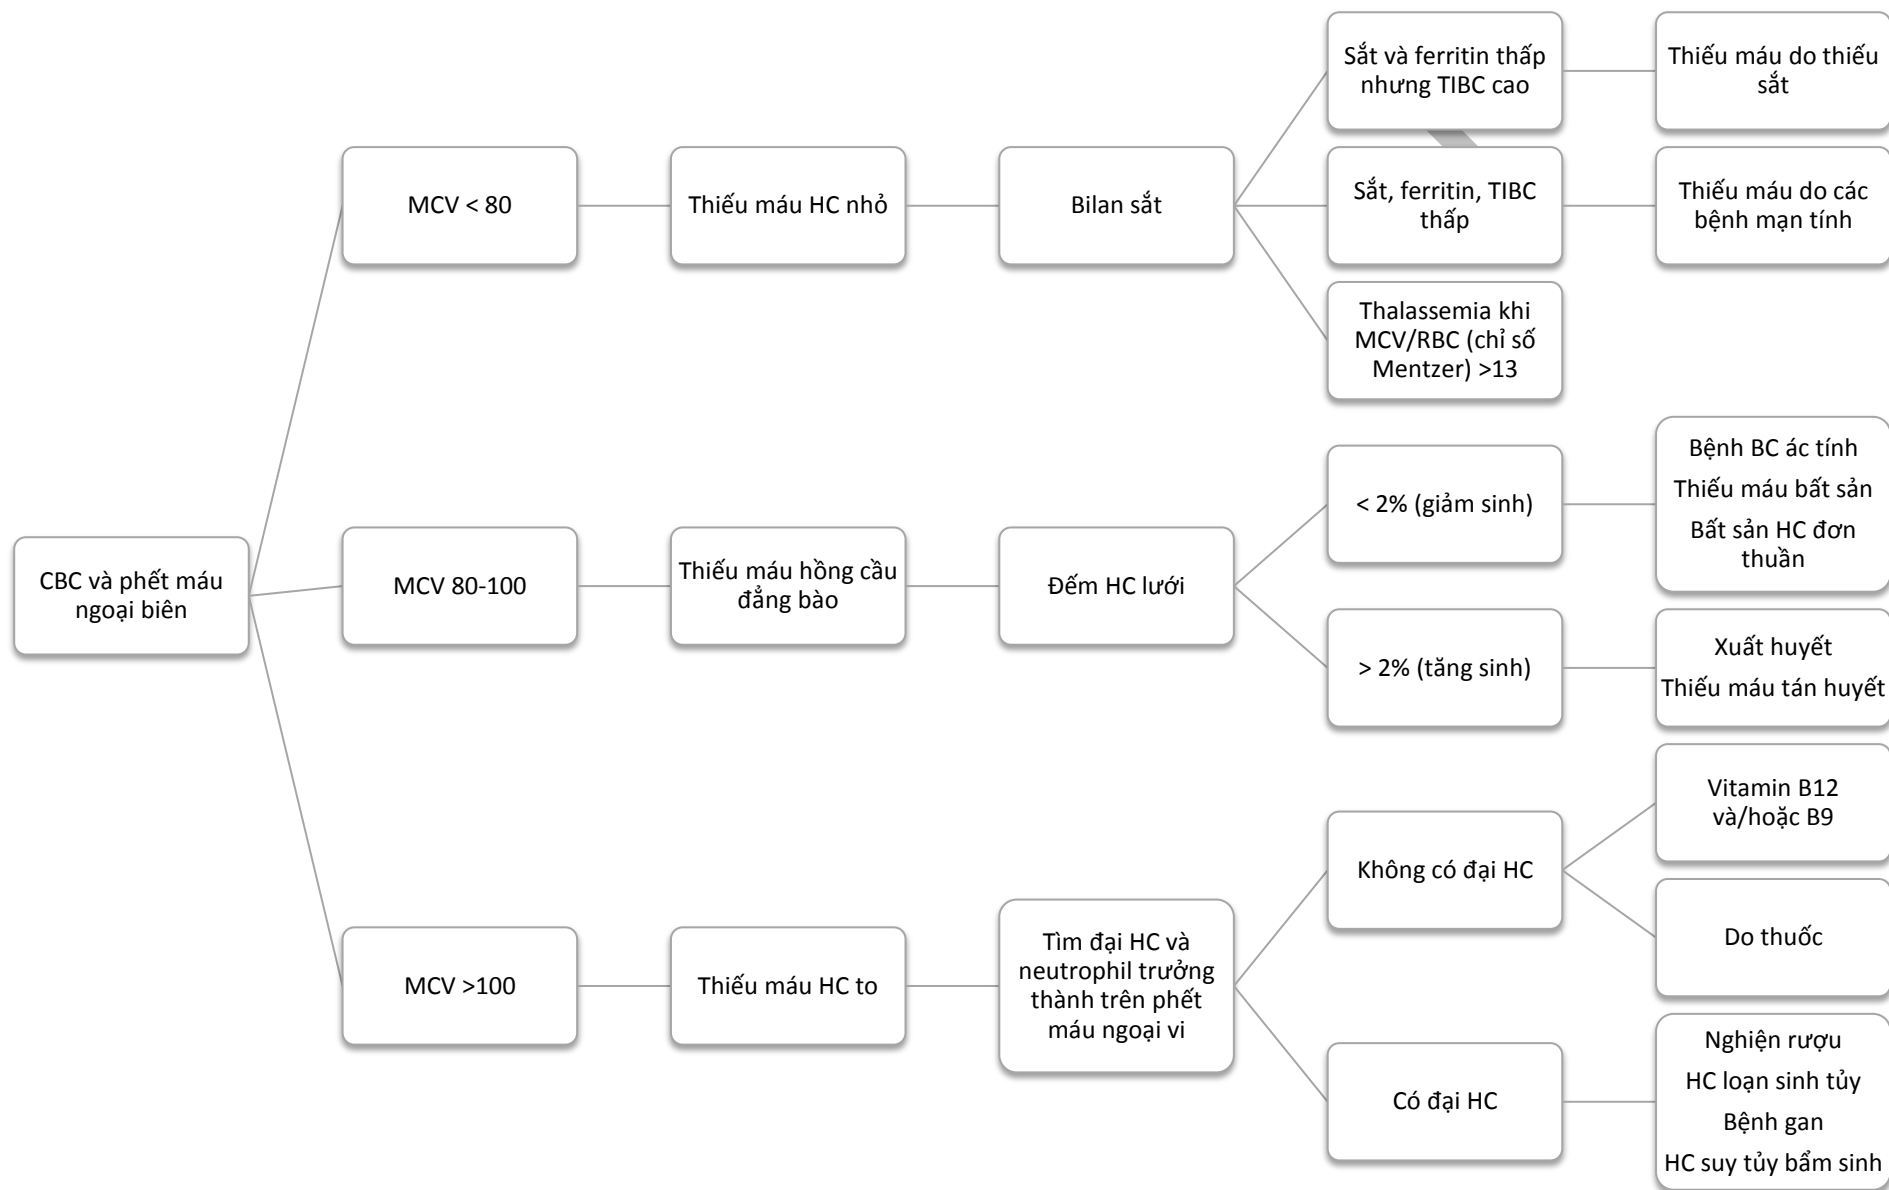 CBC và phết máu
ngoại biên
MCV < 80
Thiếu máu HC nhỏ
Bilan sắt
Sắt và ferritin thấp
nhưng TIBC cao
Thiếu máu do thiếu
sắt
Sắt, ferritin, TIBC
thấp
Thiếu máu do các
bệnh mạn tính
Thalassemia khi
MCV/RBC (chỉ số
Mentzer) >13
MCV 80-100
Thiếu máu hồng cầu
đẳng bào
Đếm HC lưới
< 2% (giảm sinh)
Bệnh BC ác tính
Thiếu máu bất sản
Bất sản HC đơn
thuần
> 2% (tăng sinh)
Xuất huyết
Thiếu máu tán huyết
MCV >100
Thiếu máu HC to
Tìm đại HC và
neutrophil trưởng
thành trên phết
máu ngoại vi
Không có đại HC
Vitamin B12
và/hoặc B9
Do thuốc
Có đại HC
Nghiện rượu
HC loạn sinh tủy
Bệnh gan
HC suy tủy bẩm sinh